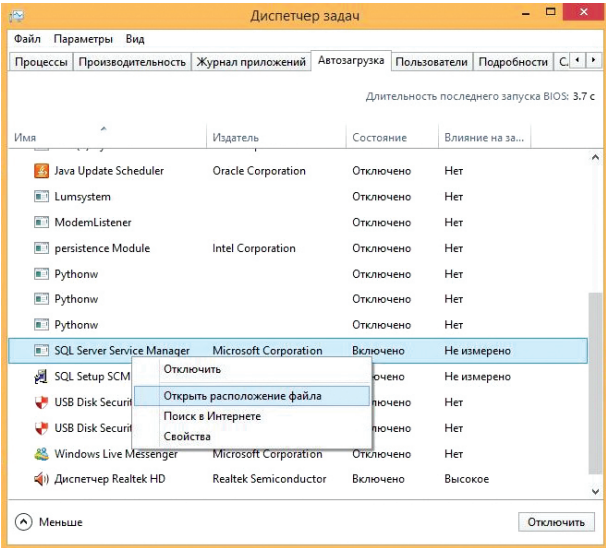 Диспетчер задач
Файл Параметры Вид
Процессы Производительность Журнал приложений Автозагрузка Пользователи Подробности С.
Длительность последнего запуска BIOS: 3.7 с
Имя Издатель Состояние Влияние на за...
Java Update Scheduler Oracle Corporation Отключено Нет
Lumsystem Отключено Нет
ModemListener Отключено Нет
persistence Module Intel Corporation Отключено Нет
Pythonw Отключено Нет
Pythonw Отключено Нет
Pythonw Отключено Нет
SQL Server Service Manager Microsoft Corporation Включено Не измерено
Отключить
SQL Setup SCM Не измерено
Открыть расположение файла
USB Disk Securit Нет
Поиск в Интернете
USB Disk Securit Нет
Свойства
Windows Live Messenger Microsoft Corporation Отключено Нет
Диспетчер Realtek HD Realtek Semiconductor Включено Высокое
Меньше Отключить